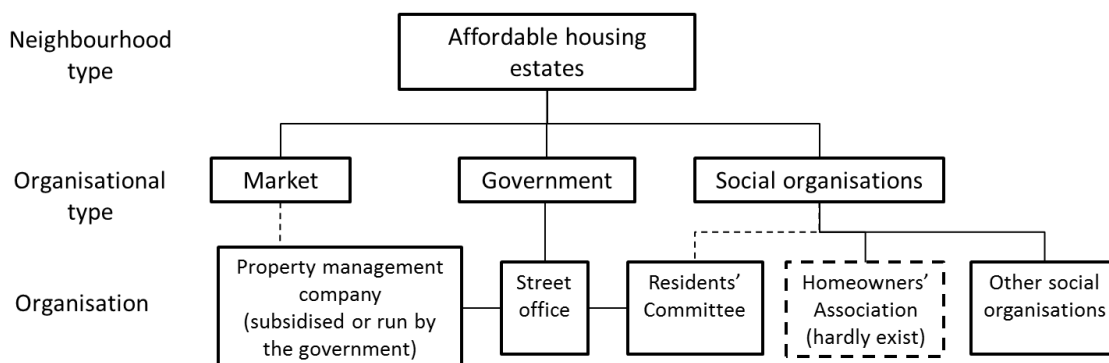 Neighbourhood
type
Affordable housing
estates
Organisational
type
Market
Government
Social organisations
Organisation
Property management
company
(subsidised or run by
the government)
Street
office
Residents’
Committee
Homeowners’
Association
(hardly exist)
Other social
organisations